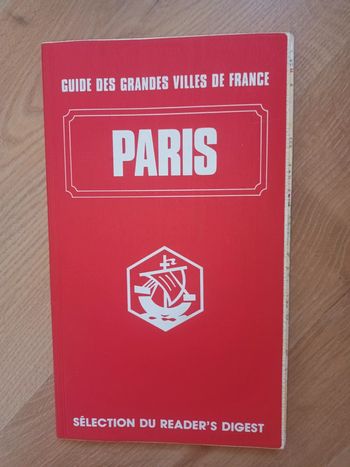 GUIDE DES GRANDES VILLES DE FRANCE
PARIS
SÉLECTION DU READER'S DIGEST